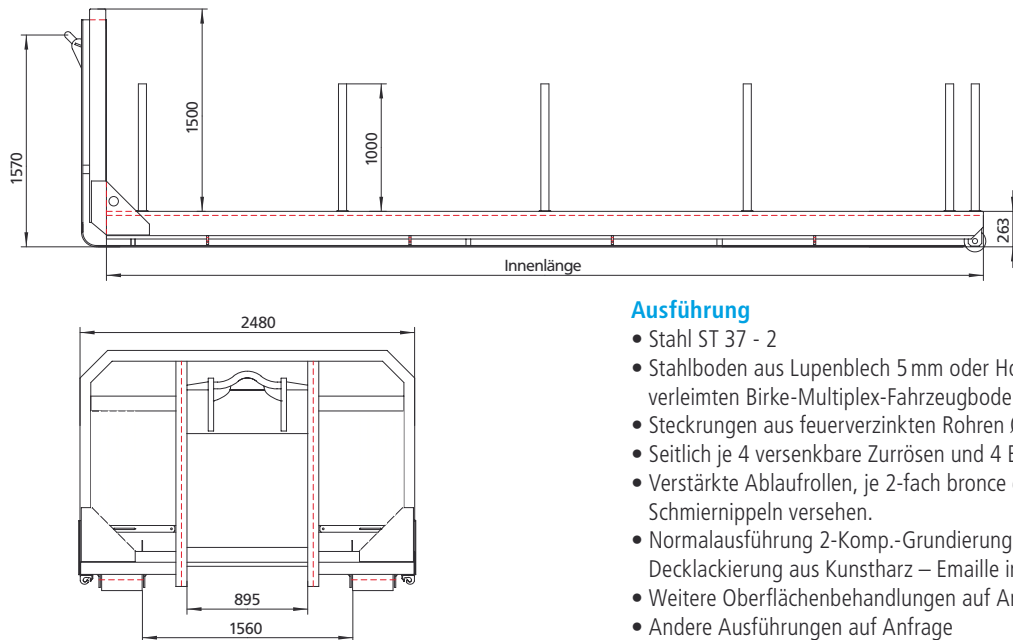 1570
1500
1000
263
Innenlänge
2480
895
1560
Ausführung
• Stahl ST 37 - 2
• Stahlboden aus Lupenblech 5 mm oder Ho
verleimten Birke-Multiplex-Fahrzeugbode
• Steckrungen aus feuerverzinkten Rohren
• Seitlich je 4 versenkbare Zurrösen und 4
• Verstärkte Ablaufrollen, je 2-fach bronce
Schmiernippeln versehen.
• Normalausführung 2-Komp.-Grundierung
Decklackierung aus Kunstharz – Emaille i
• Weitere Oberflächenbehandlungen auf A
• Andere Ausführungen auf Anfrage